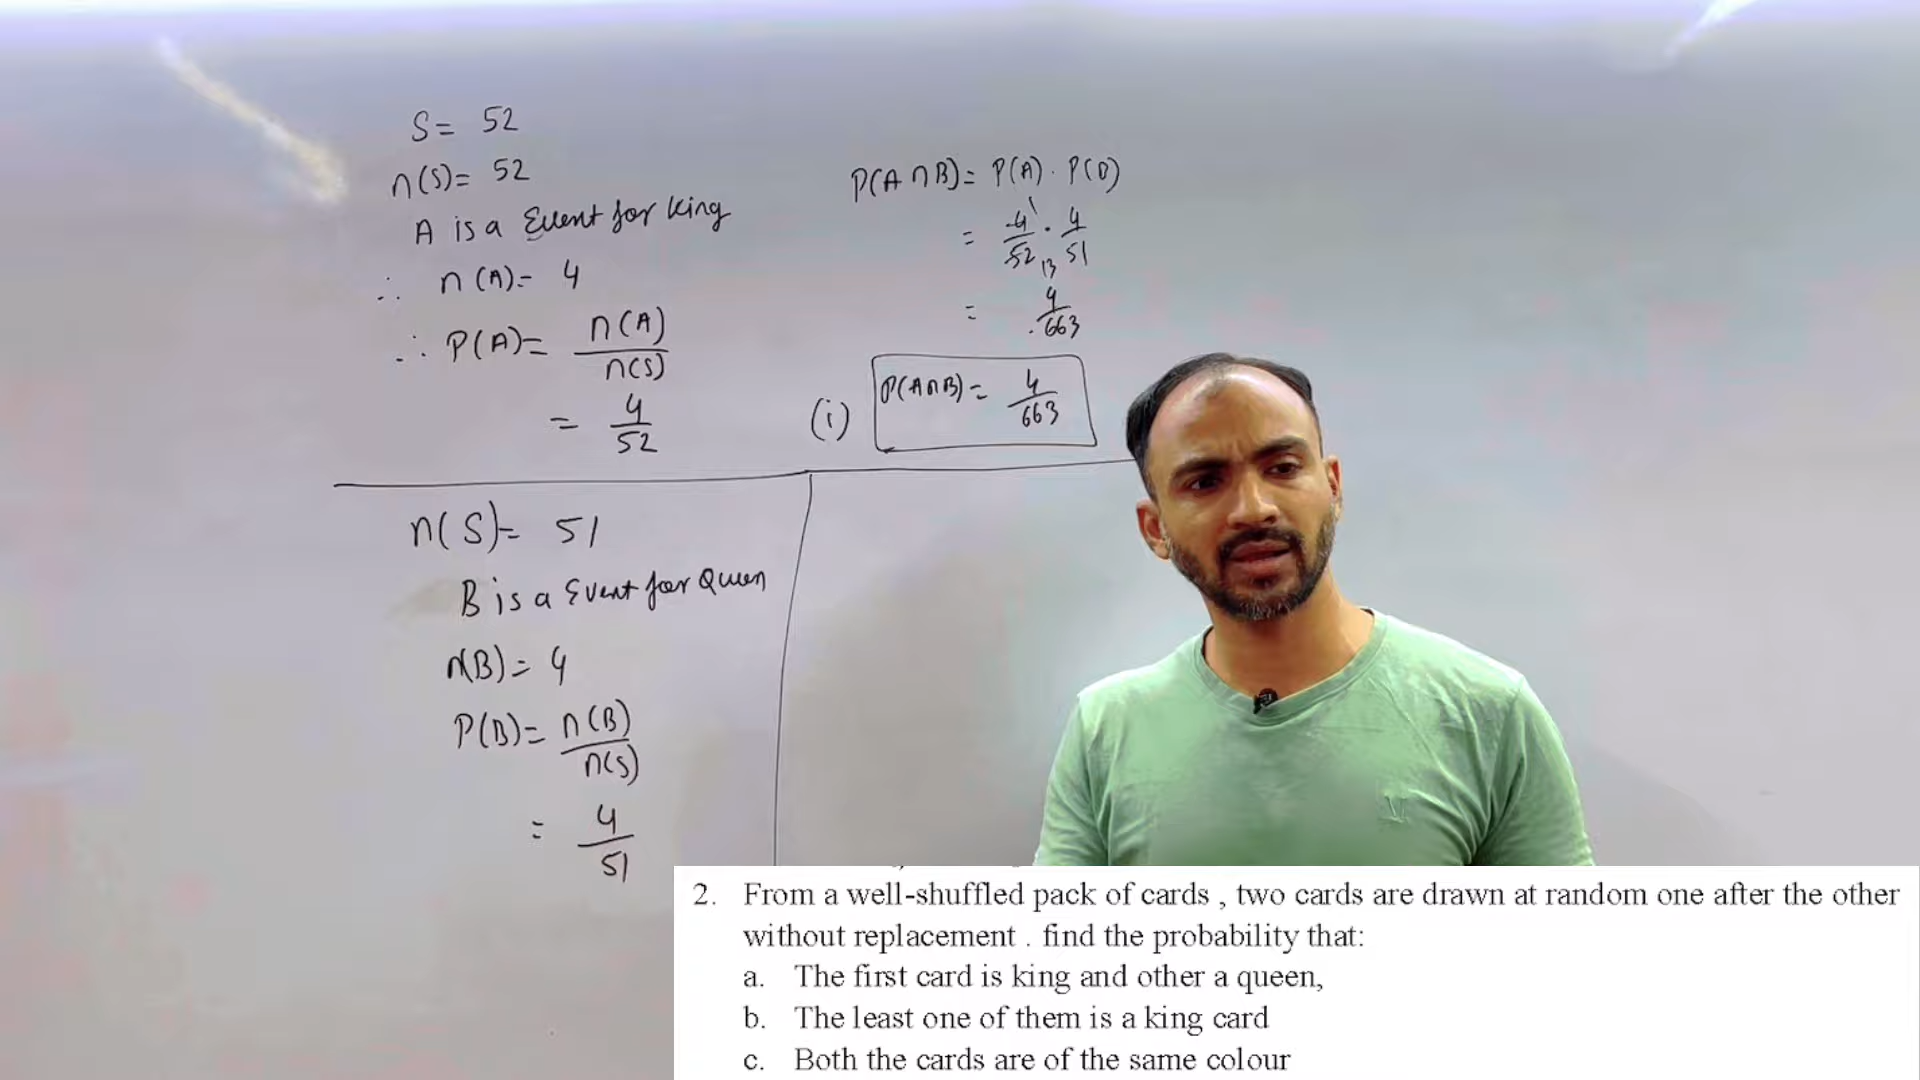 S= 52
n(S)= 52
A is a Event for King
∴ n(A)= 4
∴ P(A)= n(A)/n(S)
= 4/52
P(A∩B)= P(A)·P(B)
= 4/52 · 4/51
1
13
= 4/663
(i) P(A∩B)= 4/663
n(S)= 51
B is a Event for Queen
n(B)= 4
P(B)= n(B)/n(S)
= 4/51
2. From a well-shuffled pack of cards , two cards are drawn at random one after the other
without replacement . find the probability that:
a. The first card is king and other a queen,
b. The least one of them is a king card
c. Both the cards are of the same colour